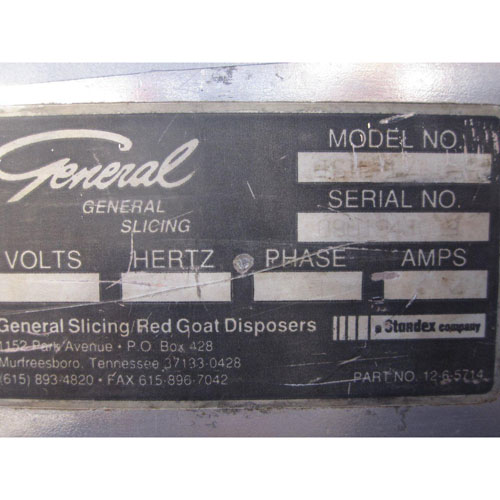 General
GENERAL
SLICING
MODEL NO.
SERIAL NO.
VOLTS HERTZ PHASE AMPS
General Slicing/Red Goat Disposers
1152 Park Avenue • P.O. Box 428
Murfreesboro, Tennessee 37133-0428
(615) 893-4820 • FAX 615-896-7042
a Standex company
PART NO. 12-6-5714